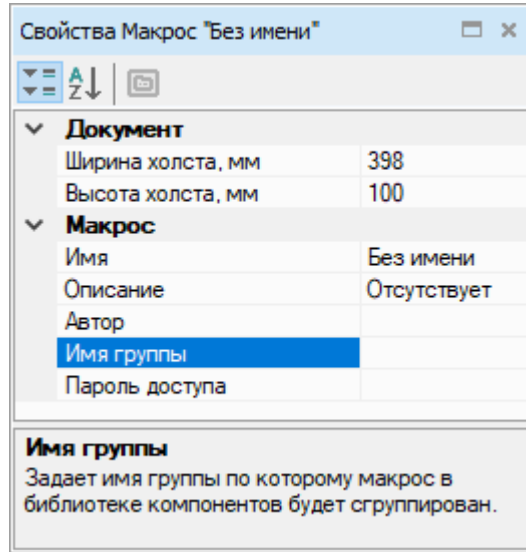 Свойства Макрос "Без имени"
Документ
Ширина холста, мм 398
Высота холста, мм 100
Макрос
Имя Без имени
Описание Отсутствует
Автор
Имя группы
Пароль доступа
Имя группы
Задает имя группы по которому макрос в
библиотеке компонентов будет сгруппирован.